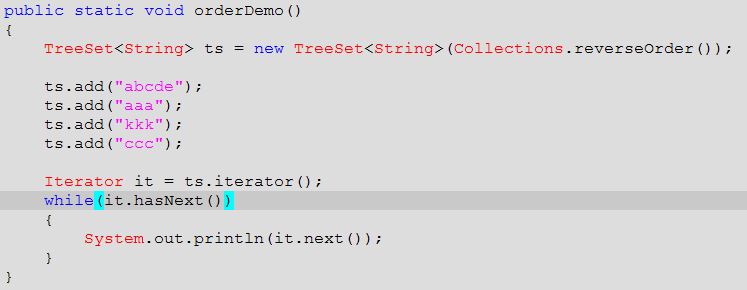 public static void orderDemo()
{
    TreeSet<String> ts = new TreeSet<String>(Collections.reverseOrder());

    ts.add("abcde");
    ts.add("aaa");
    ts.add("kkk");
    ts.add("ccc");

    Iterator it = ts.iterator();
    while(it.hasNext())
    {
        System.out.println(it.next());
    }
}